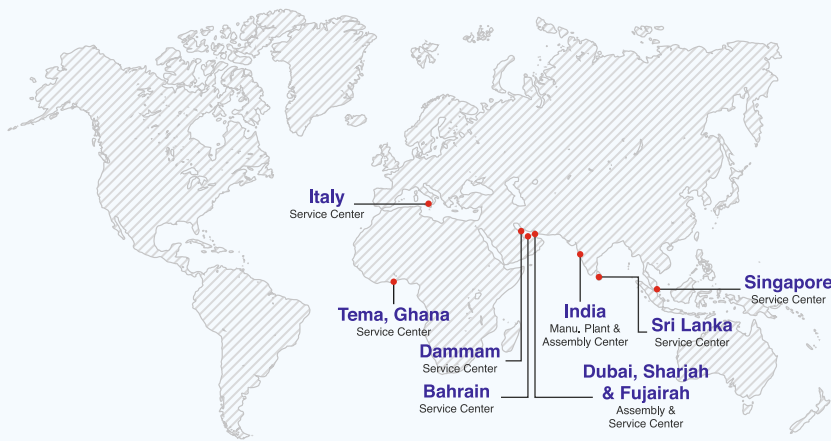 Italy
Service Center
Singapore
Service Center
Tema, Ghana
Service Center
India
Manu. Plant &
Assembly Center
Sri Lanka
Service Center
Dammam
Service Center
Bahrain
Service Center
Dubai, Sharjah
& Fujairah
Assembly &
Service Center